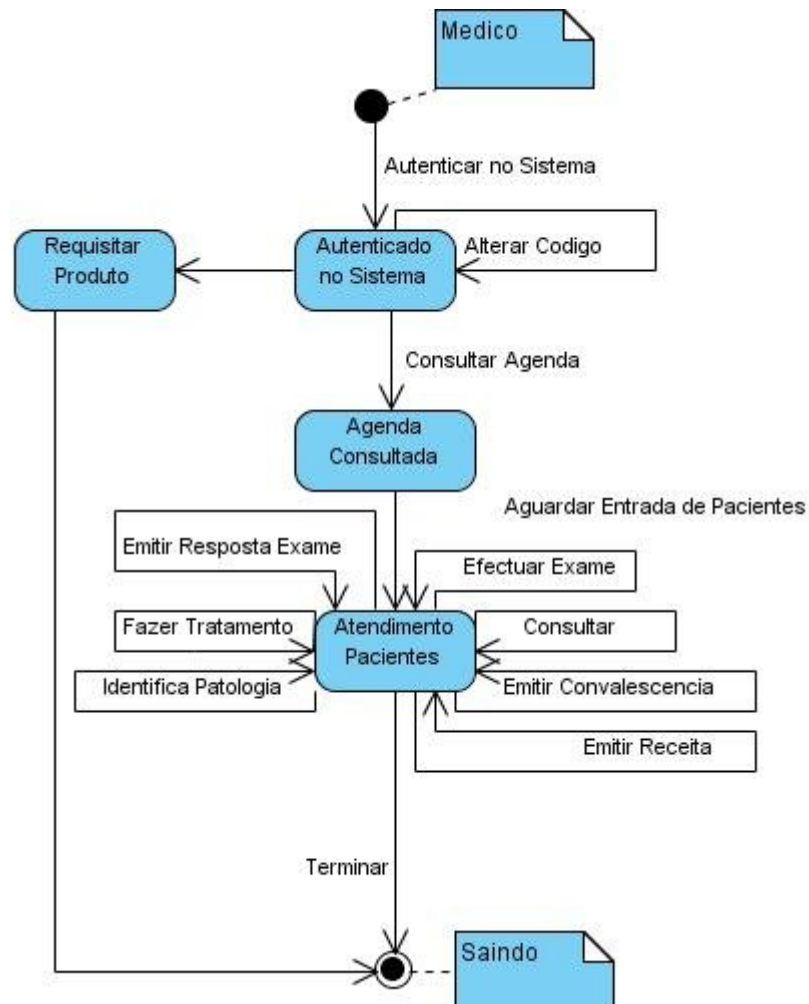 Medico
Autenticar no Sistema
Requisitar
Produto
Autenticado
no Sistema
Alterar Codigo
Consultar Agenda
Agenda
Consultada
Aguardar Entrada de Pacientes
Emitir Resposta Exame
Efectuar Exame
Fazer Tratamento
Atendimento
Pacientes
Consultar
Identifica Patologia
Emitir Convalescencia
Emitir Receita
Terminar
Saindo